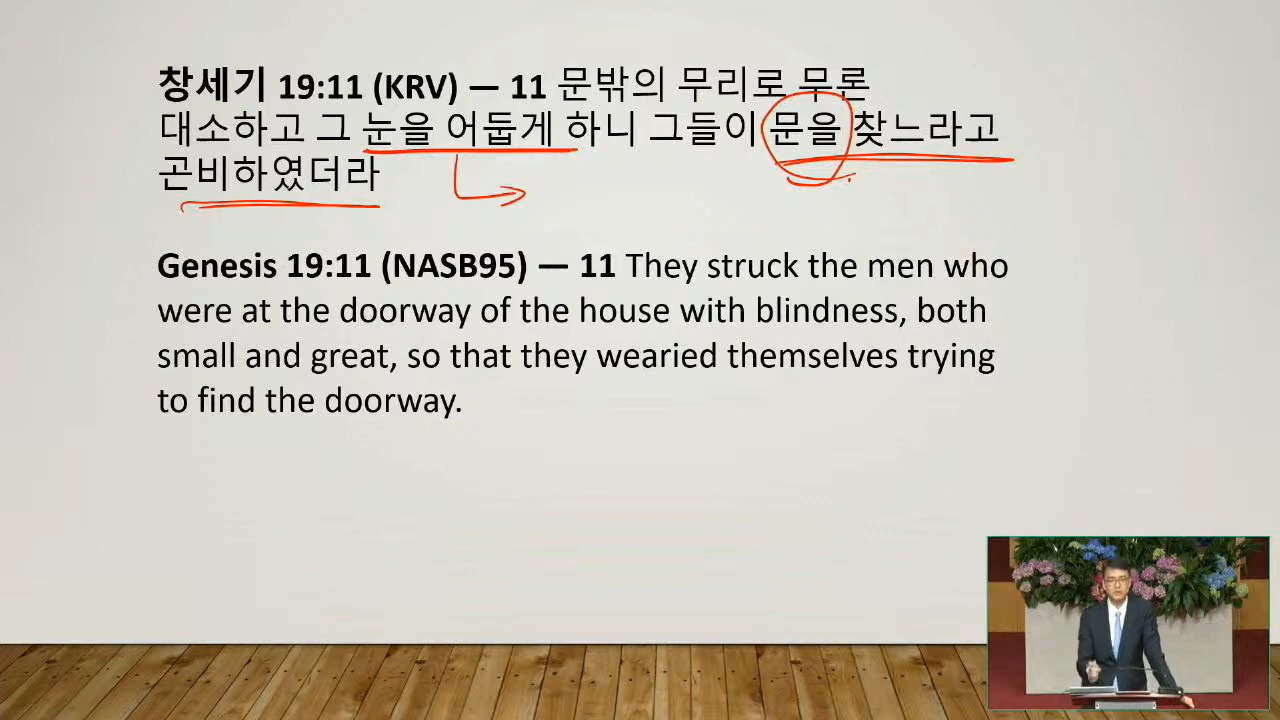 창세기 19:11 (KRV) — 11 문밖의 무리로 무론
대소하고 그 눈을 어둡게 하니 그들이 문을 찾느라고
곤비하였더라
Genesis 19:11 (NASB95) — 11 They struck the men who
were at the doorway of the house with blindness, both
small and great, so that they wearied themselves trying
to find the doorway.